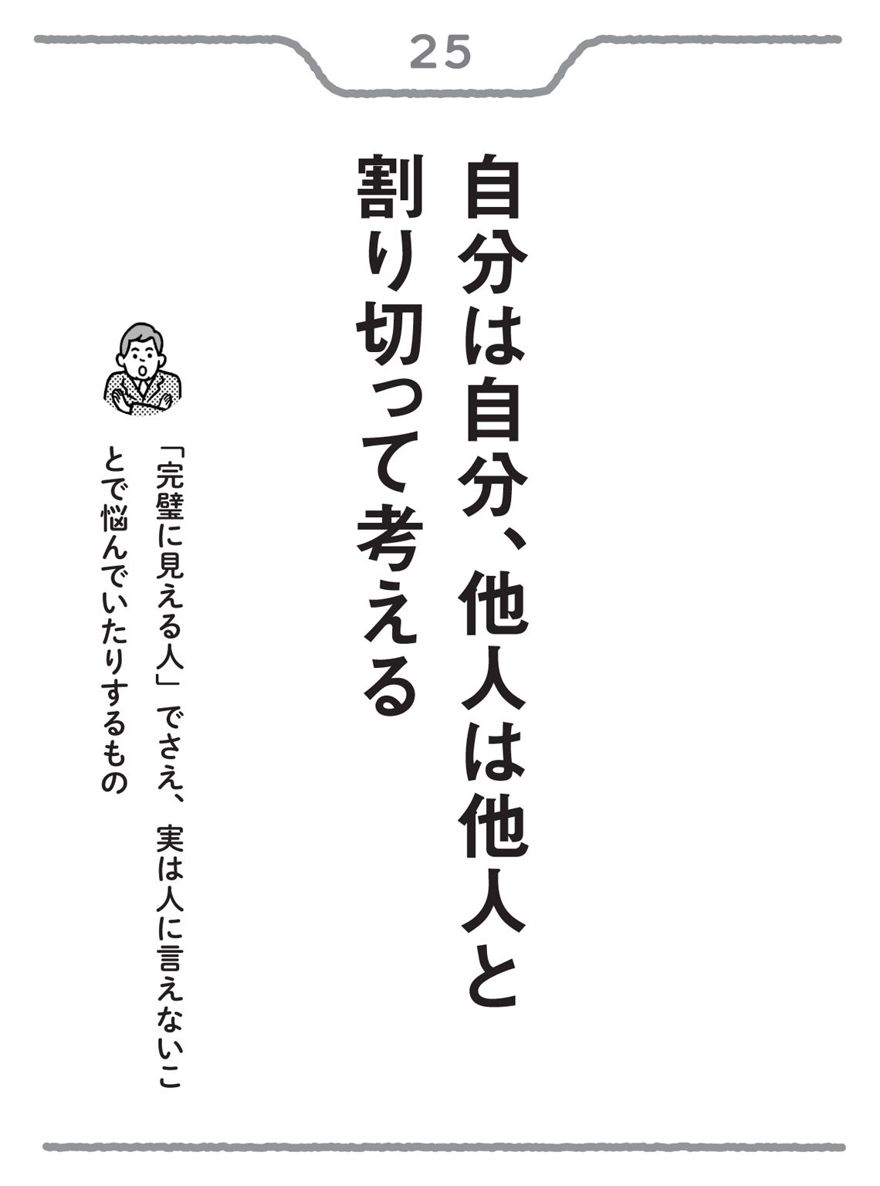 25
自分は自分、他人は他人と
割り切って考える
「完璧に見える人」でさえ、実は人に言えないこ
とで悩んでいたりするもの